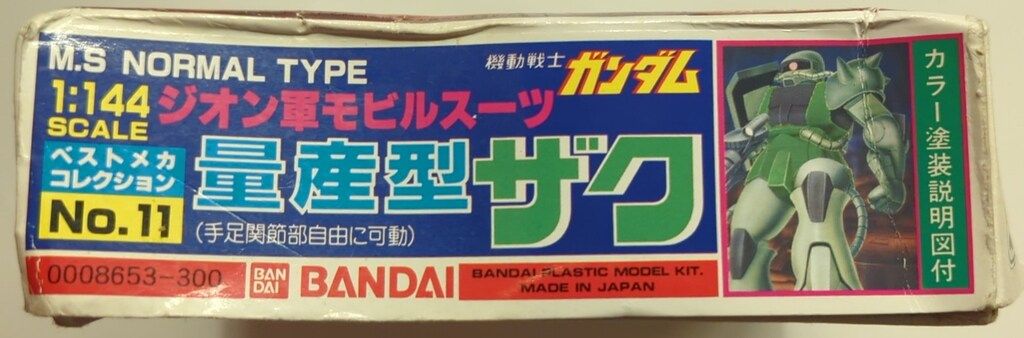 M.S NORMAL TYPE
機動戦士 ガンダム
1:144
SCALE
ジオン軍モビルスーツ
ベストメカ
コレクション
No.11
量産型ザク
(手足関節部自由に可動)
0008653-300
BAN
DAI
BANDAI
BANDAI PLASTIC MODEL KIT.
MADE IN JAPAN
カラー塗装説明図付